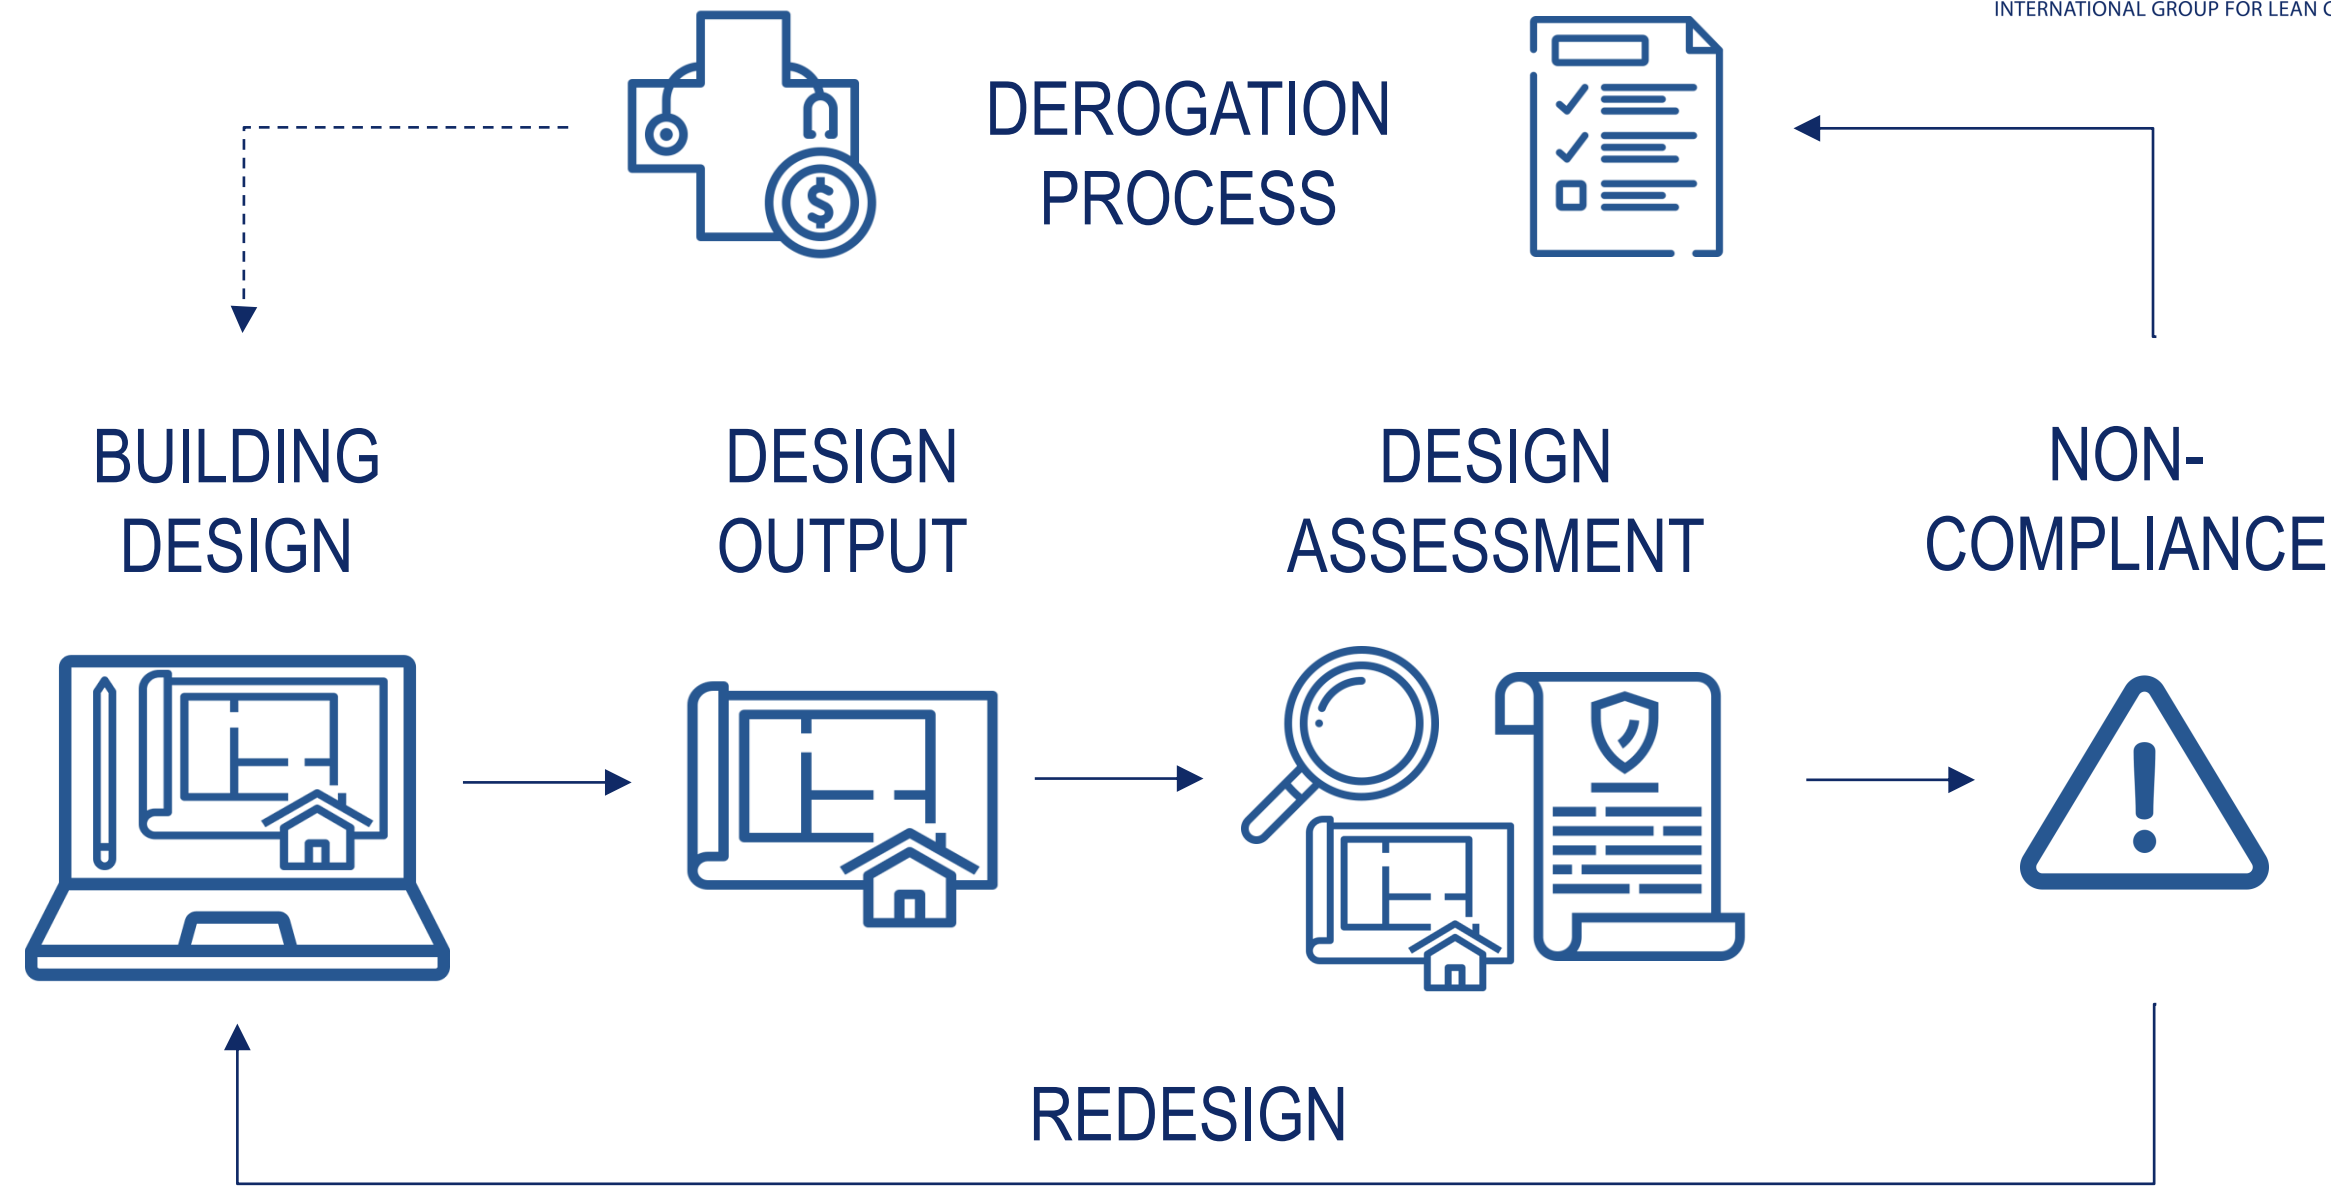 INTERNATIONAL GROUP FOR LEAN
DEROGATION
PROCESS
BUILDING
DESIGN
DESIGN
OUTPUT
DESIGN
ASSESSMENT
NON-
COMPLIANCE
REDESIGN